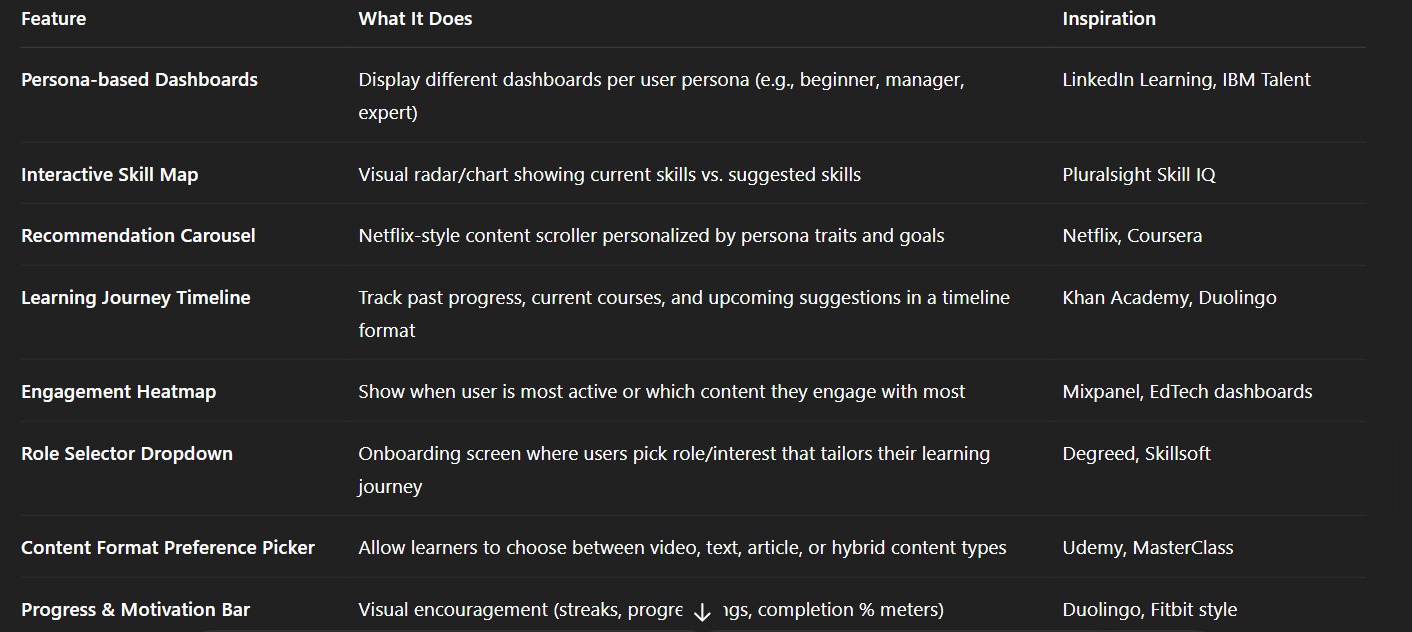 Feature What It Does Inspiration
Persona-based Dashboards Display different dashboards per user persona (e.g., beginner, manager, LinkedIn Learning, IBM Talent
expert)
Interactive Skill Map Visual radar/chart showing current skills vs. suggested skills Pluralsight Skill IQ
Recommendation Carousel Netflix-style content scroller personalized by persona traits and goals Netflix, Coursera
Learning Journey Timeline Track past progress, current courses, and upcoming suggestions in a timeline Khan Academy, Duolingo
format
Engagement Heatmap Show when user is most active or which content they engage with most Mixpanel, EdTech dashboards
Role Selector Dropdown Onboarding screen where users pick role/interest that tailors their learning Degreed, Skillsoft
journey
Content Format Preference Picker Allow learners to choose between video, text, article, or hybrid content types Udemy, MasterClass
Progress & Motivation Bar Visual encouragement (streaks, completion % meters) Duolingo, Fitbit style